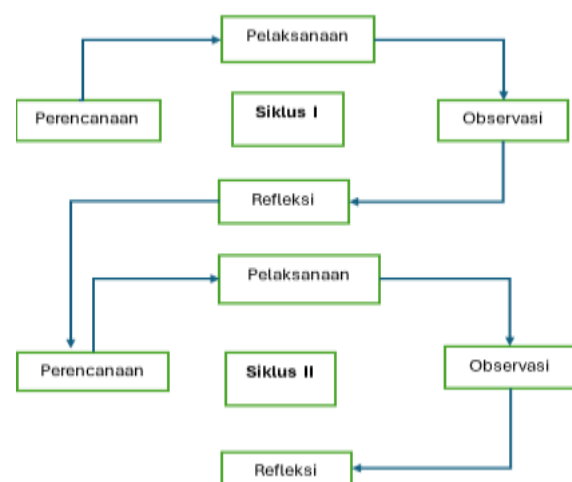 Pelaksanaan
Perencanaan
Siklus I
Observasi
Refleksi
Pelaksanaan
Perencanaan
Siklus II
Observasi
Refleksi